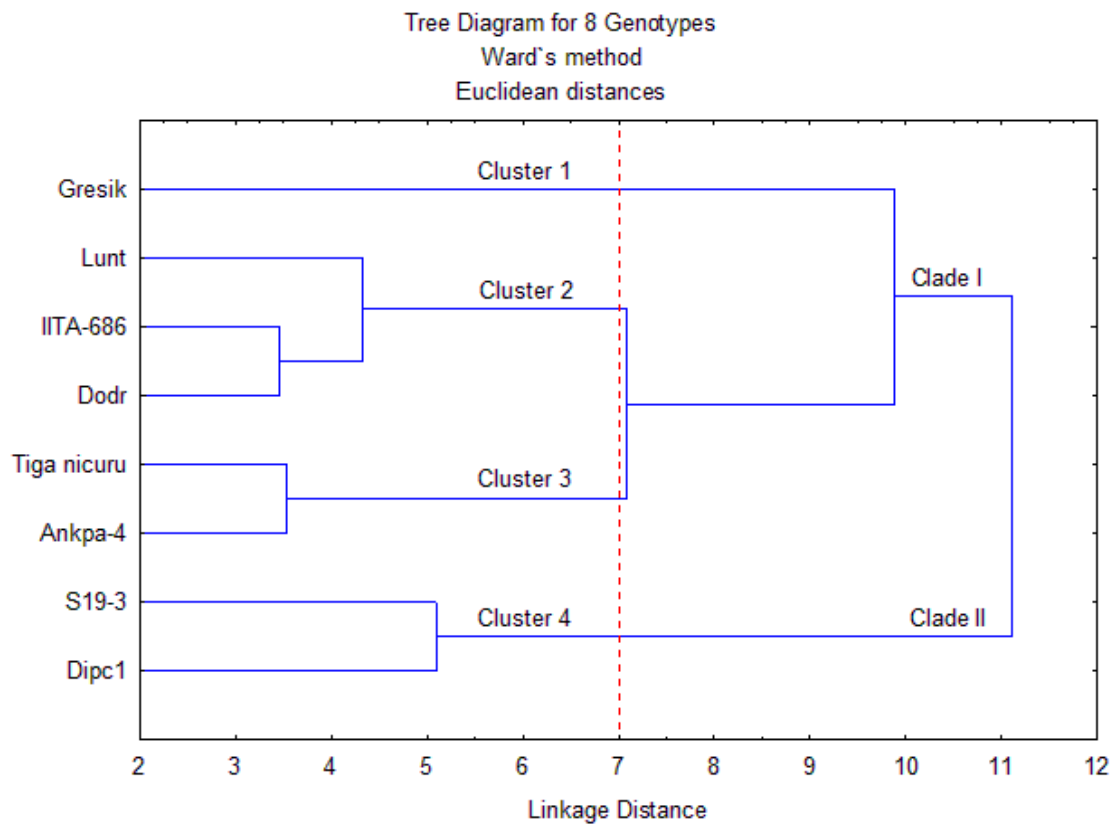 Tree Diagram for 8 Genotypes
Ward`s method
Euclidean distances
Gresik
Cluster 1
Lunt
Clade I
Cluster 2
IITA-686
Dodr
Tiga nicuru
Cluster 3
Ankpa-4
S19-3
Cluster 4
Clade II
Dipc1
2 3 4 5 6 7 8 9 10 11 12
Linkage Distance